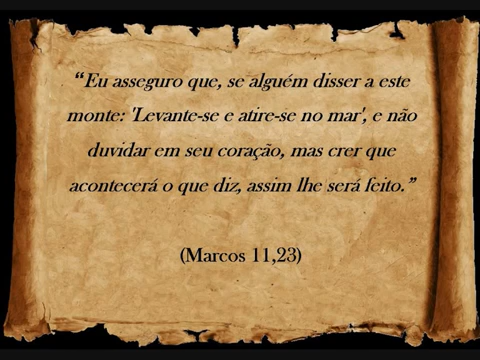 “Eu asseguro que, se alguém disser a este
monte: 'Levante-se e atire-se no mar', e não
duvidar em seu coração, mas crer que
acontecerá o que diz, assim lhe será feito.”
(Marcos 11,23)